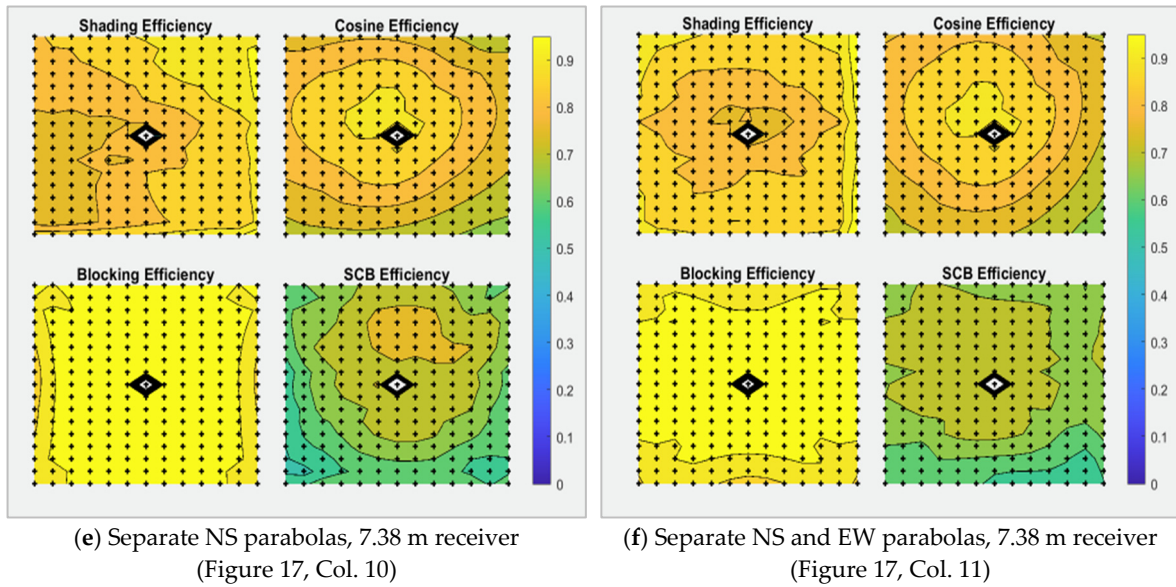 Shading Efficiency
Cosine Efficiency
Blocking Efficiency
SCB Efficiency
0.9
0.8
0.7
0.6
0.5
0.4
0.3
0.2
0.1
0
(e) Separate NS parabolas, 7.38 m receiver
(Figure 17, Col. 10)
Shading Efficiency
Cosine Efficiency
Blocking Efficiency
SCB Efficiency
0.9
0.8
0.7
0.6
0.5
0.4
0.3
0.2
0.1
0
(f) Separate NS and EW parabolas, 7.38 m receiver
(Figure 17, Col. 11)